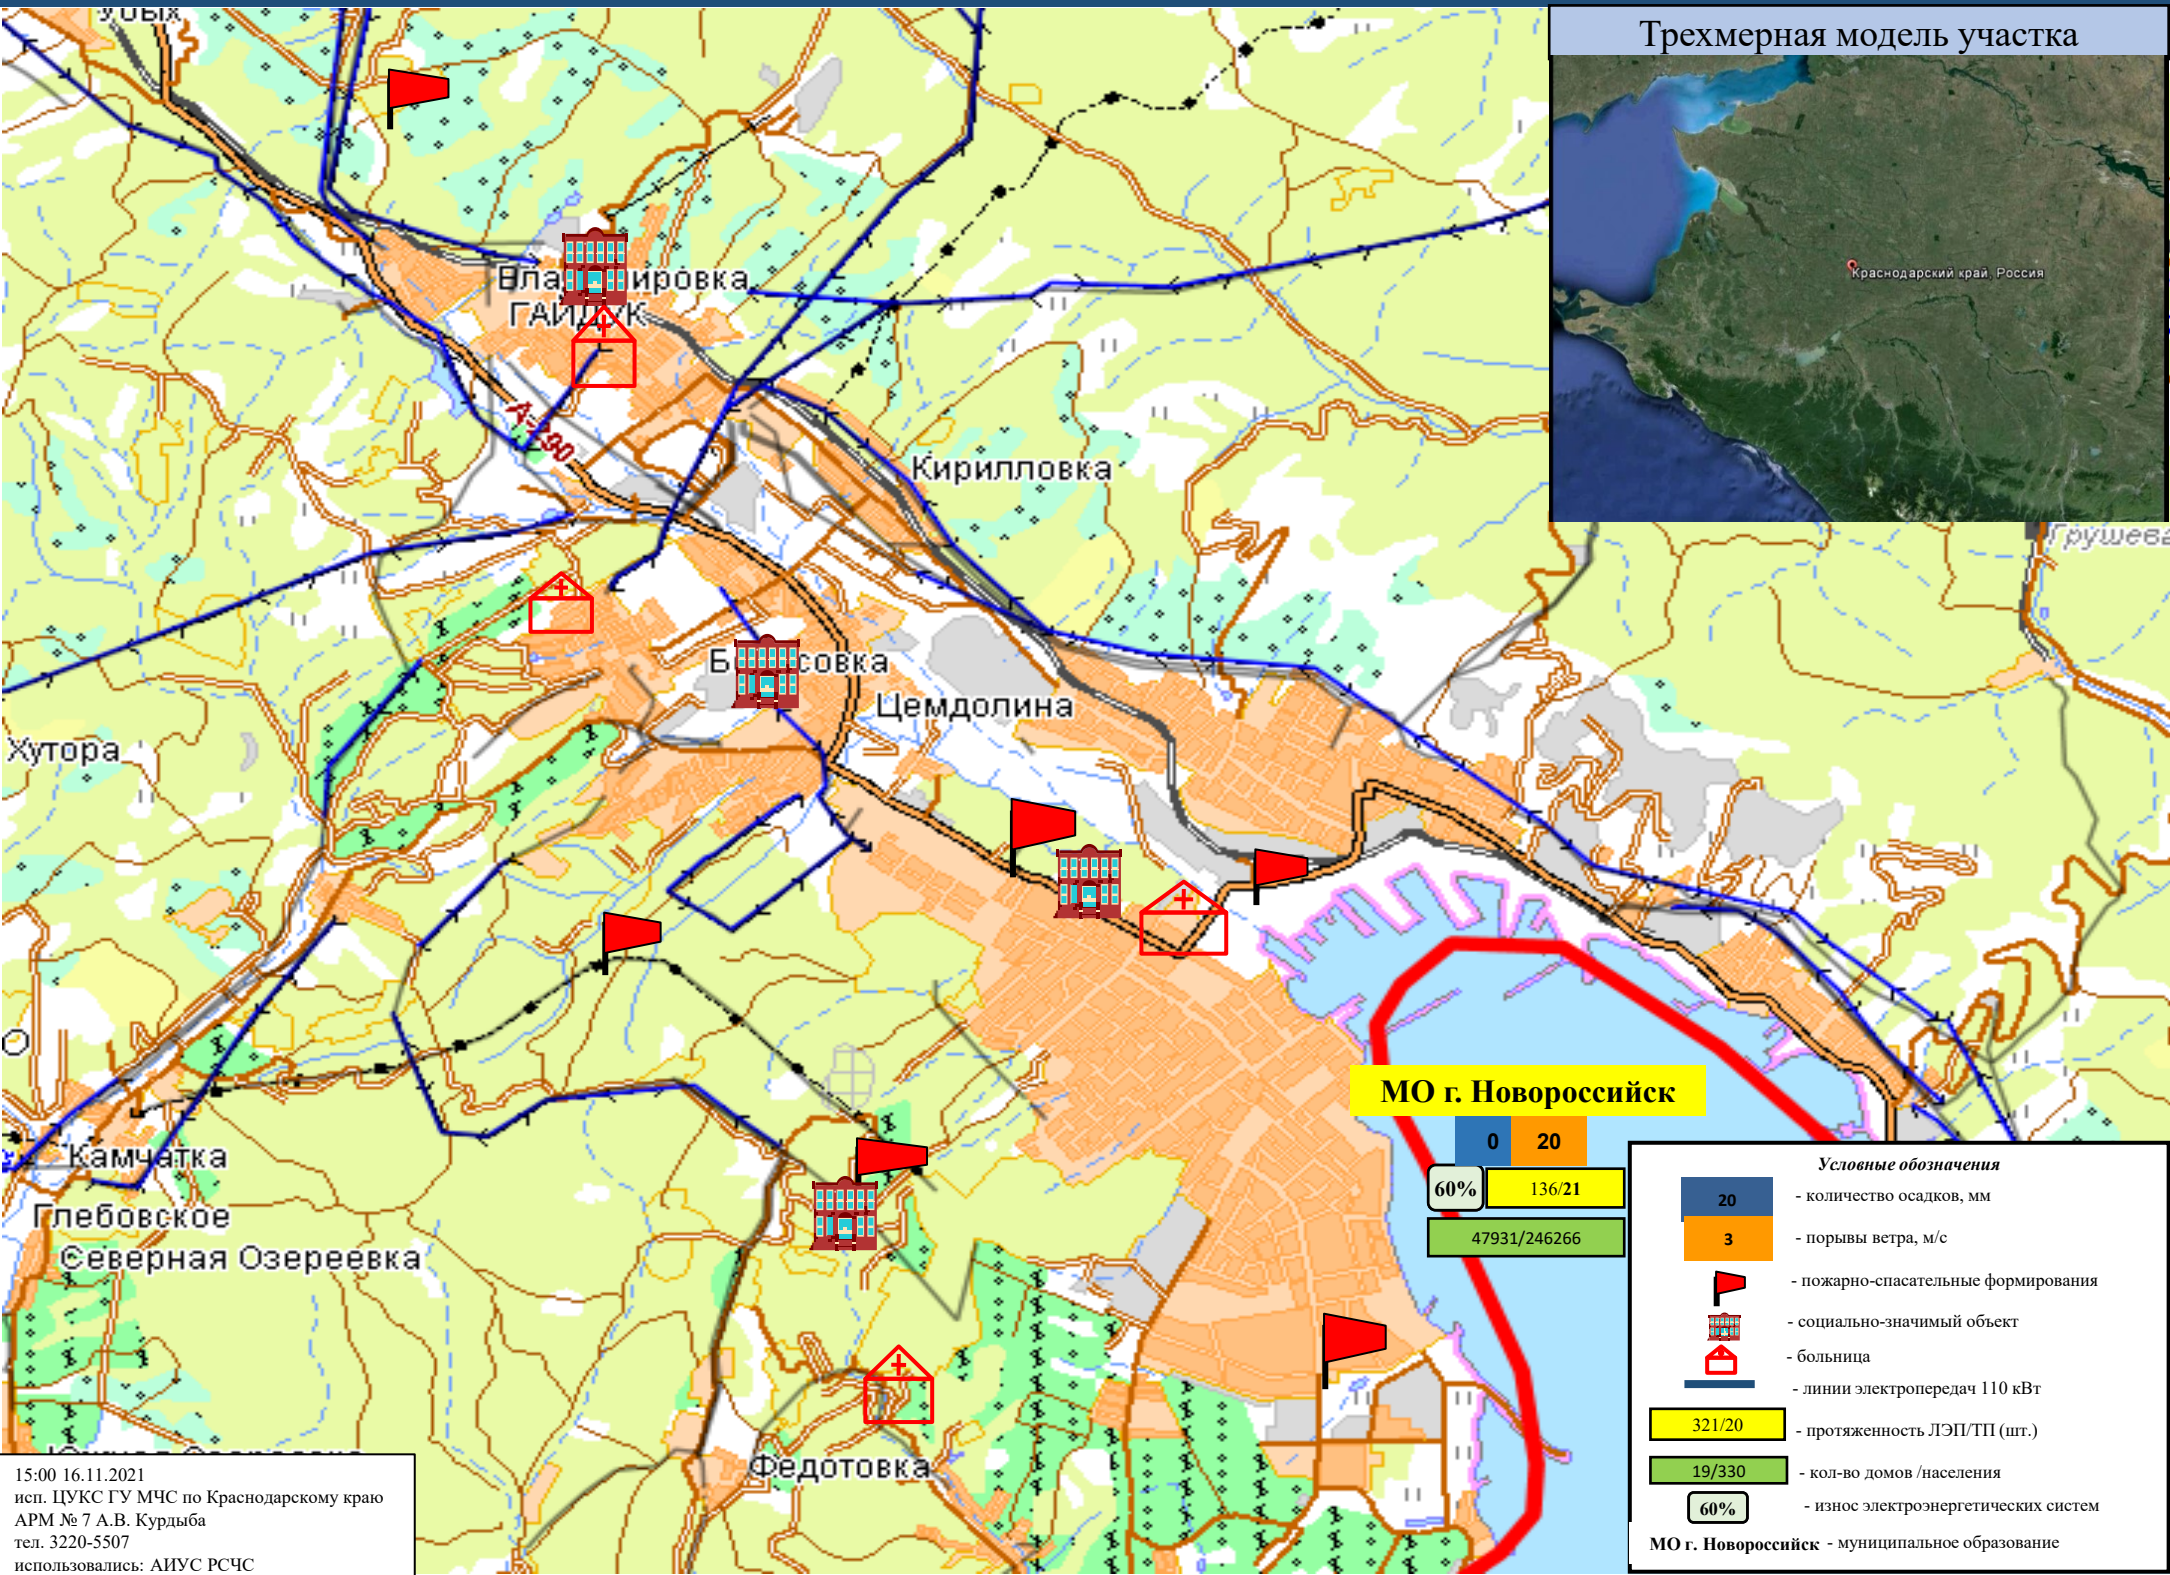 Трехмерная модель участка
Краснодарский край, Россия
ГАЙДУК
Кирилловка
Грушева
Цемдолина
Хутора
МО г. Новороссийск
0 20
60% 136/21
47931/246266
Камчатка
Глебовское
Северная Озереевка
Федотовка
Условные обозначения
20 - количество осадков, мм
3 - порывы ветра, м/с
- пожарно-спасательные формирования
- социально-значимый объект
- больница
- линии электропередач 110 кВт
321/20 - протяженность ЛЭП/ТП (шт.)
19/330 - кол-во домов /населения
60% - износ электроэнергетических систем
МО г. Новороссийск - муниципальное образование
15:00 16.11.2021
исп. ЦУКС ГУ МЧС по Краснодарскому краю
АРМ № 7 А.В. Курдыба
тел. 3220-5507
использовались: АИУС РСЧС